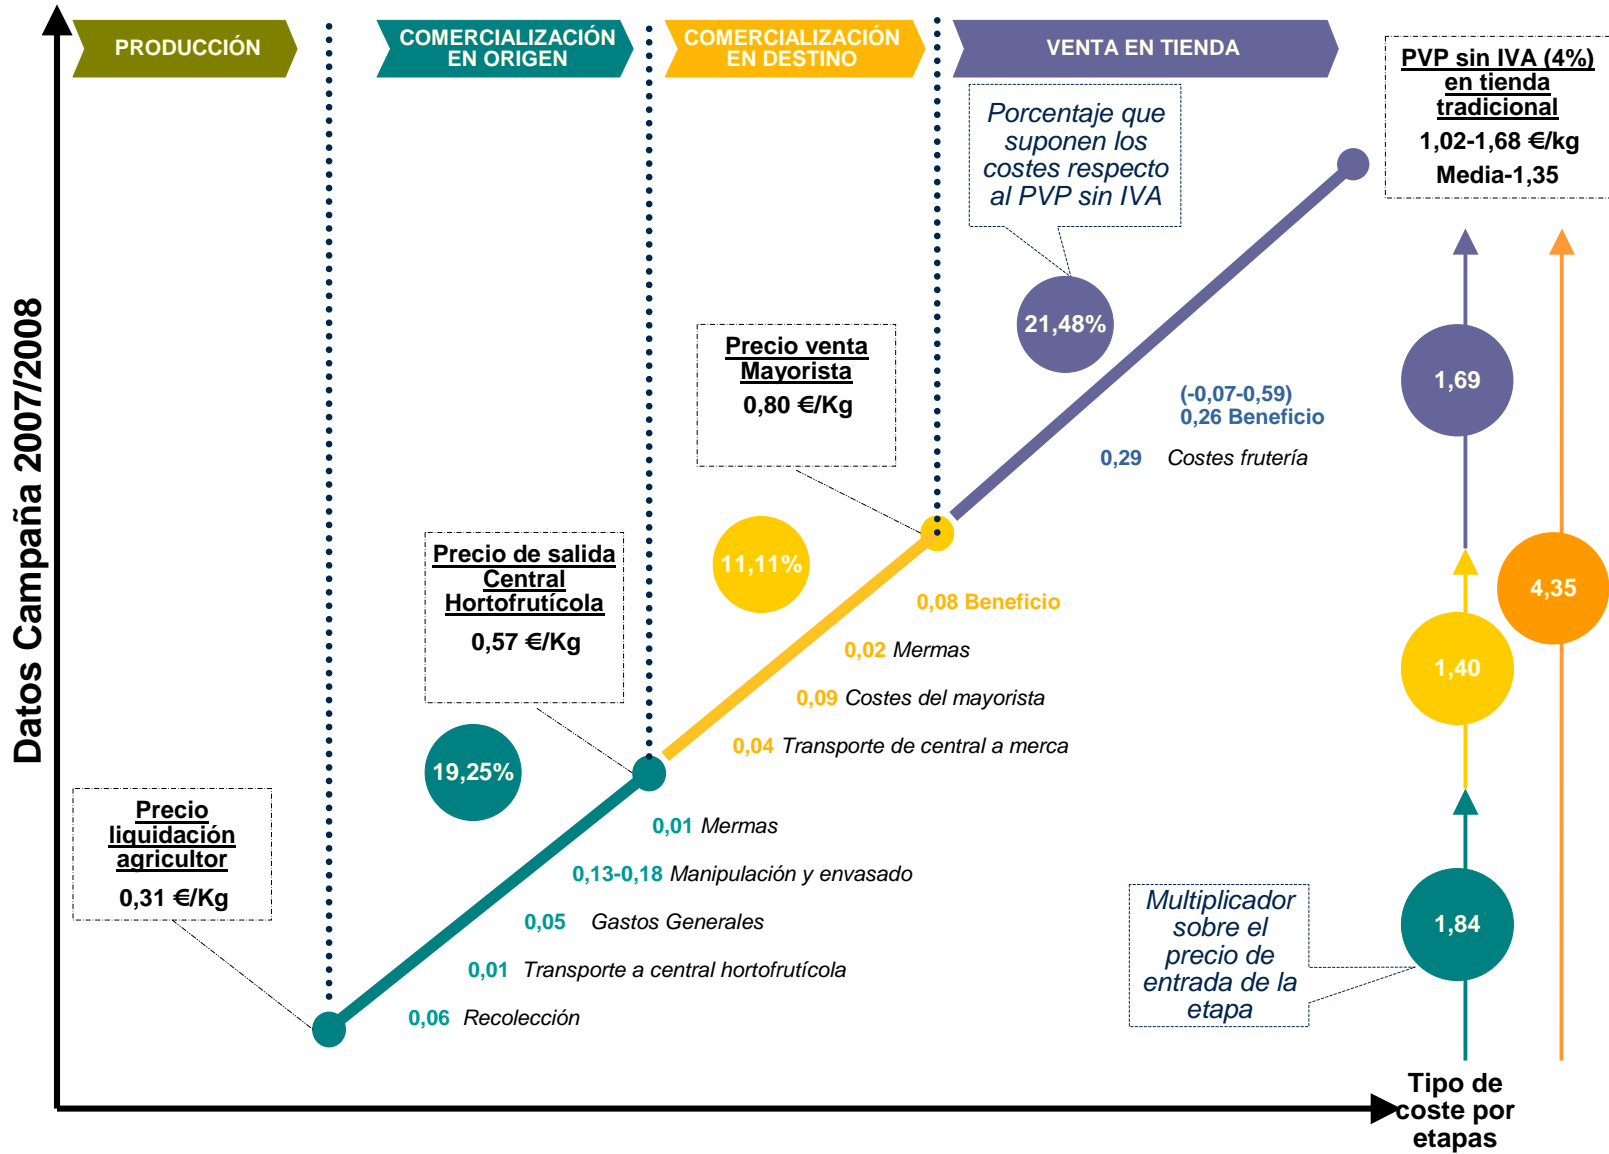 PRODUCCIÓN
COMERCIALIZACIÓN
EN ORIGEN
COMERCIALIZACIÓN
EN DESTINO
VENTA EN TIENDA
PVP sin IVA (4%)
en tienda
tradicional
1,02-1,68 €/kg
Media-1,35
Porcentaje que
suponen los
costes respecto
al PVP sin IVA
21,48%
Precio venta
Mayorista
0,80 €/Kg
(-0,07-0,59)
0,26 Beneficio
0,29 Costes frutería
1,69
Precio de salida
Central
Hortofrutícola
0,57 €/Kg
11,11%
0,08 Beneficio
0,02 Mermas
0,09 Costes del mayorista
0,04 Transporte de central a merca
4,35
1,40
19,25%
Precio
liquidación
agricultor
0,31 €/Kg
0,01 Mermas
0,13-0,18 Manipulación y envasado
0,05 Gastos Generales
0,01 Transporte a central hortofrutícola
0,06 Recolección
Multiplicador
sobre el
precio de
entrada de la
etapa
1,84
Tipo de
coste por
etapas
Datos Campaña 2007/2008